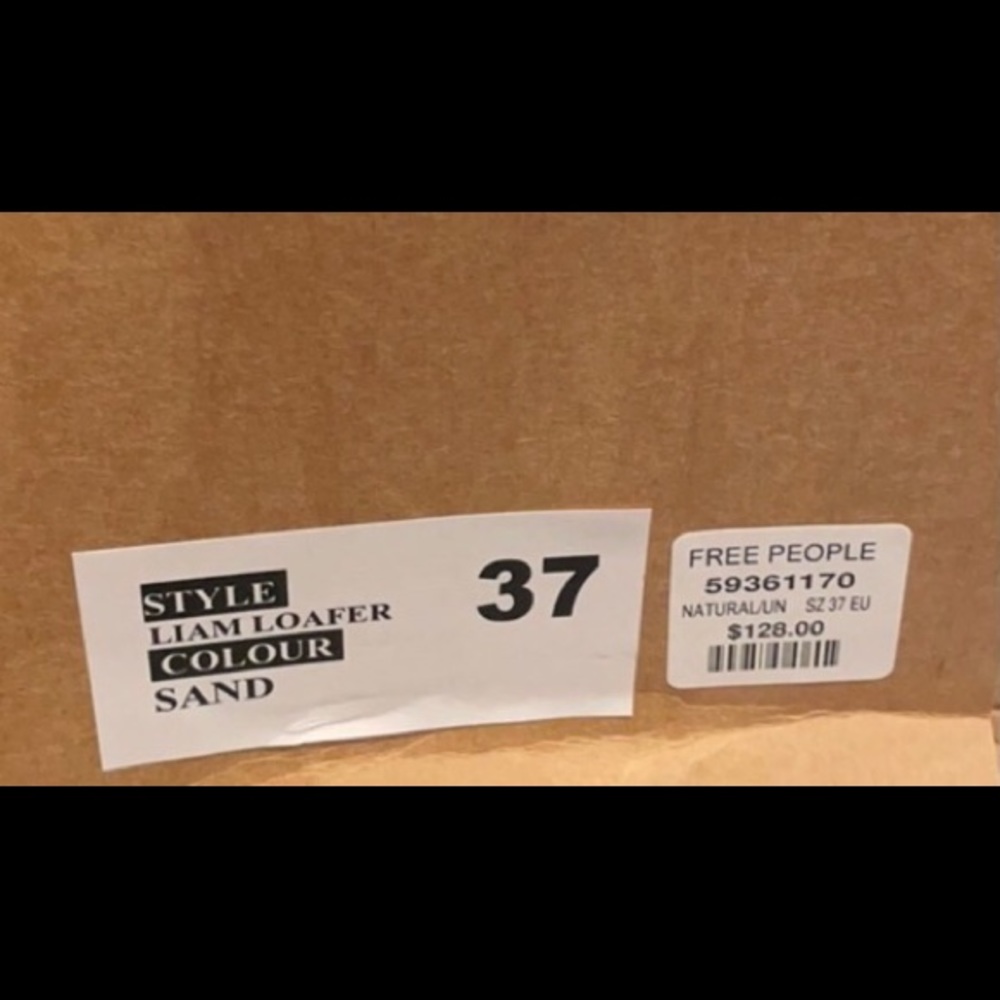 STYLE
LIAM LOAFER
COLOUR
SAND
37
FREE PEOPLE
59361170
NATURAL/UN SZ 37 EU
$128.00